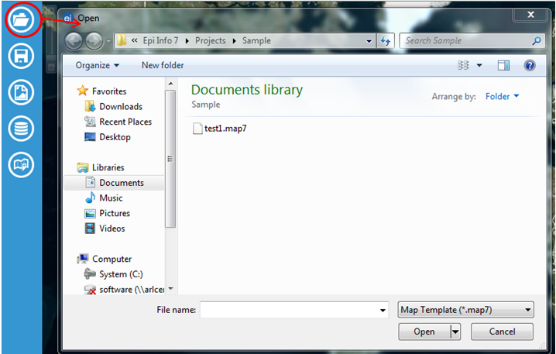 Open
« Epi Info 7 ▸ Projects ▸ Sample
Search Sample
Organize
New folder
Favorites
Downloads
Recent Places
Desktop
Libraries
Documents
Music
Pictures
Videos
Computer
System (C:)
software (\\arlcer
Documents library
Sample
Arrange by: Folder
test1.map7
File name:
Map Template (*.map7)
Open
Cancel